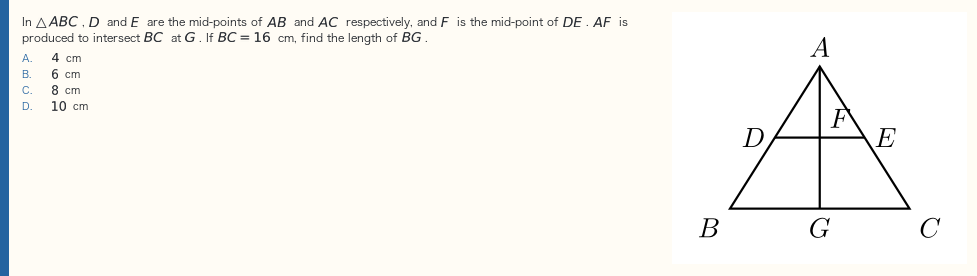 In △ABC , D and E are the mid-points of AB and AC respectively, and F is the mid-point of DE . AF is
produced to intersect BC at G . If BC = 16 cm, find the length of BG .
A. 4 cm
B. 6 cm
C. 8 cm
D. 10 cm
A
F
D
E
B
G
C